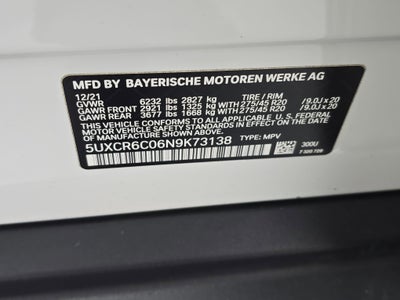 MFD BY BAYERISCHE MOTOREN WERKE AG
12/21 TIRE / RIM
GVWR 6232 lbs 2827 kg
GAWR FRONT 2921 lbs 1325 kg WITH 275/45 R20 /9.0J x 20
GAWR REAR 3677 lbs 1668 kg WITH 275/45 R20 /9.0J x 20
THIS VEHICLE CONFORMS TO ALL APPLICABLE U.S. FEDERAL
MOTOR VEHICLE SAFETY STANDARDS IN EFFECT ON THE DATE OF
MANUFACTURE SHOWN ABOVE.
5UXCR6C06N9K73138 TYPE: MPV
300U